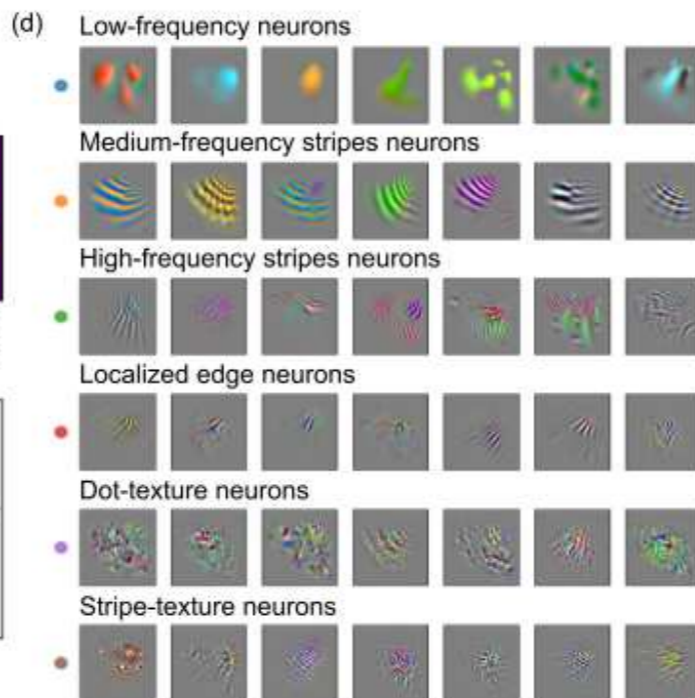 (d)
Low-frequency neurons
Medium-frequency stripes neurons
High-frequency stripes neurons
Localized edge neurons
Dot-texture neurons
Stripe-texture neurons